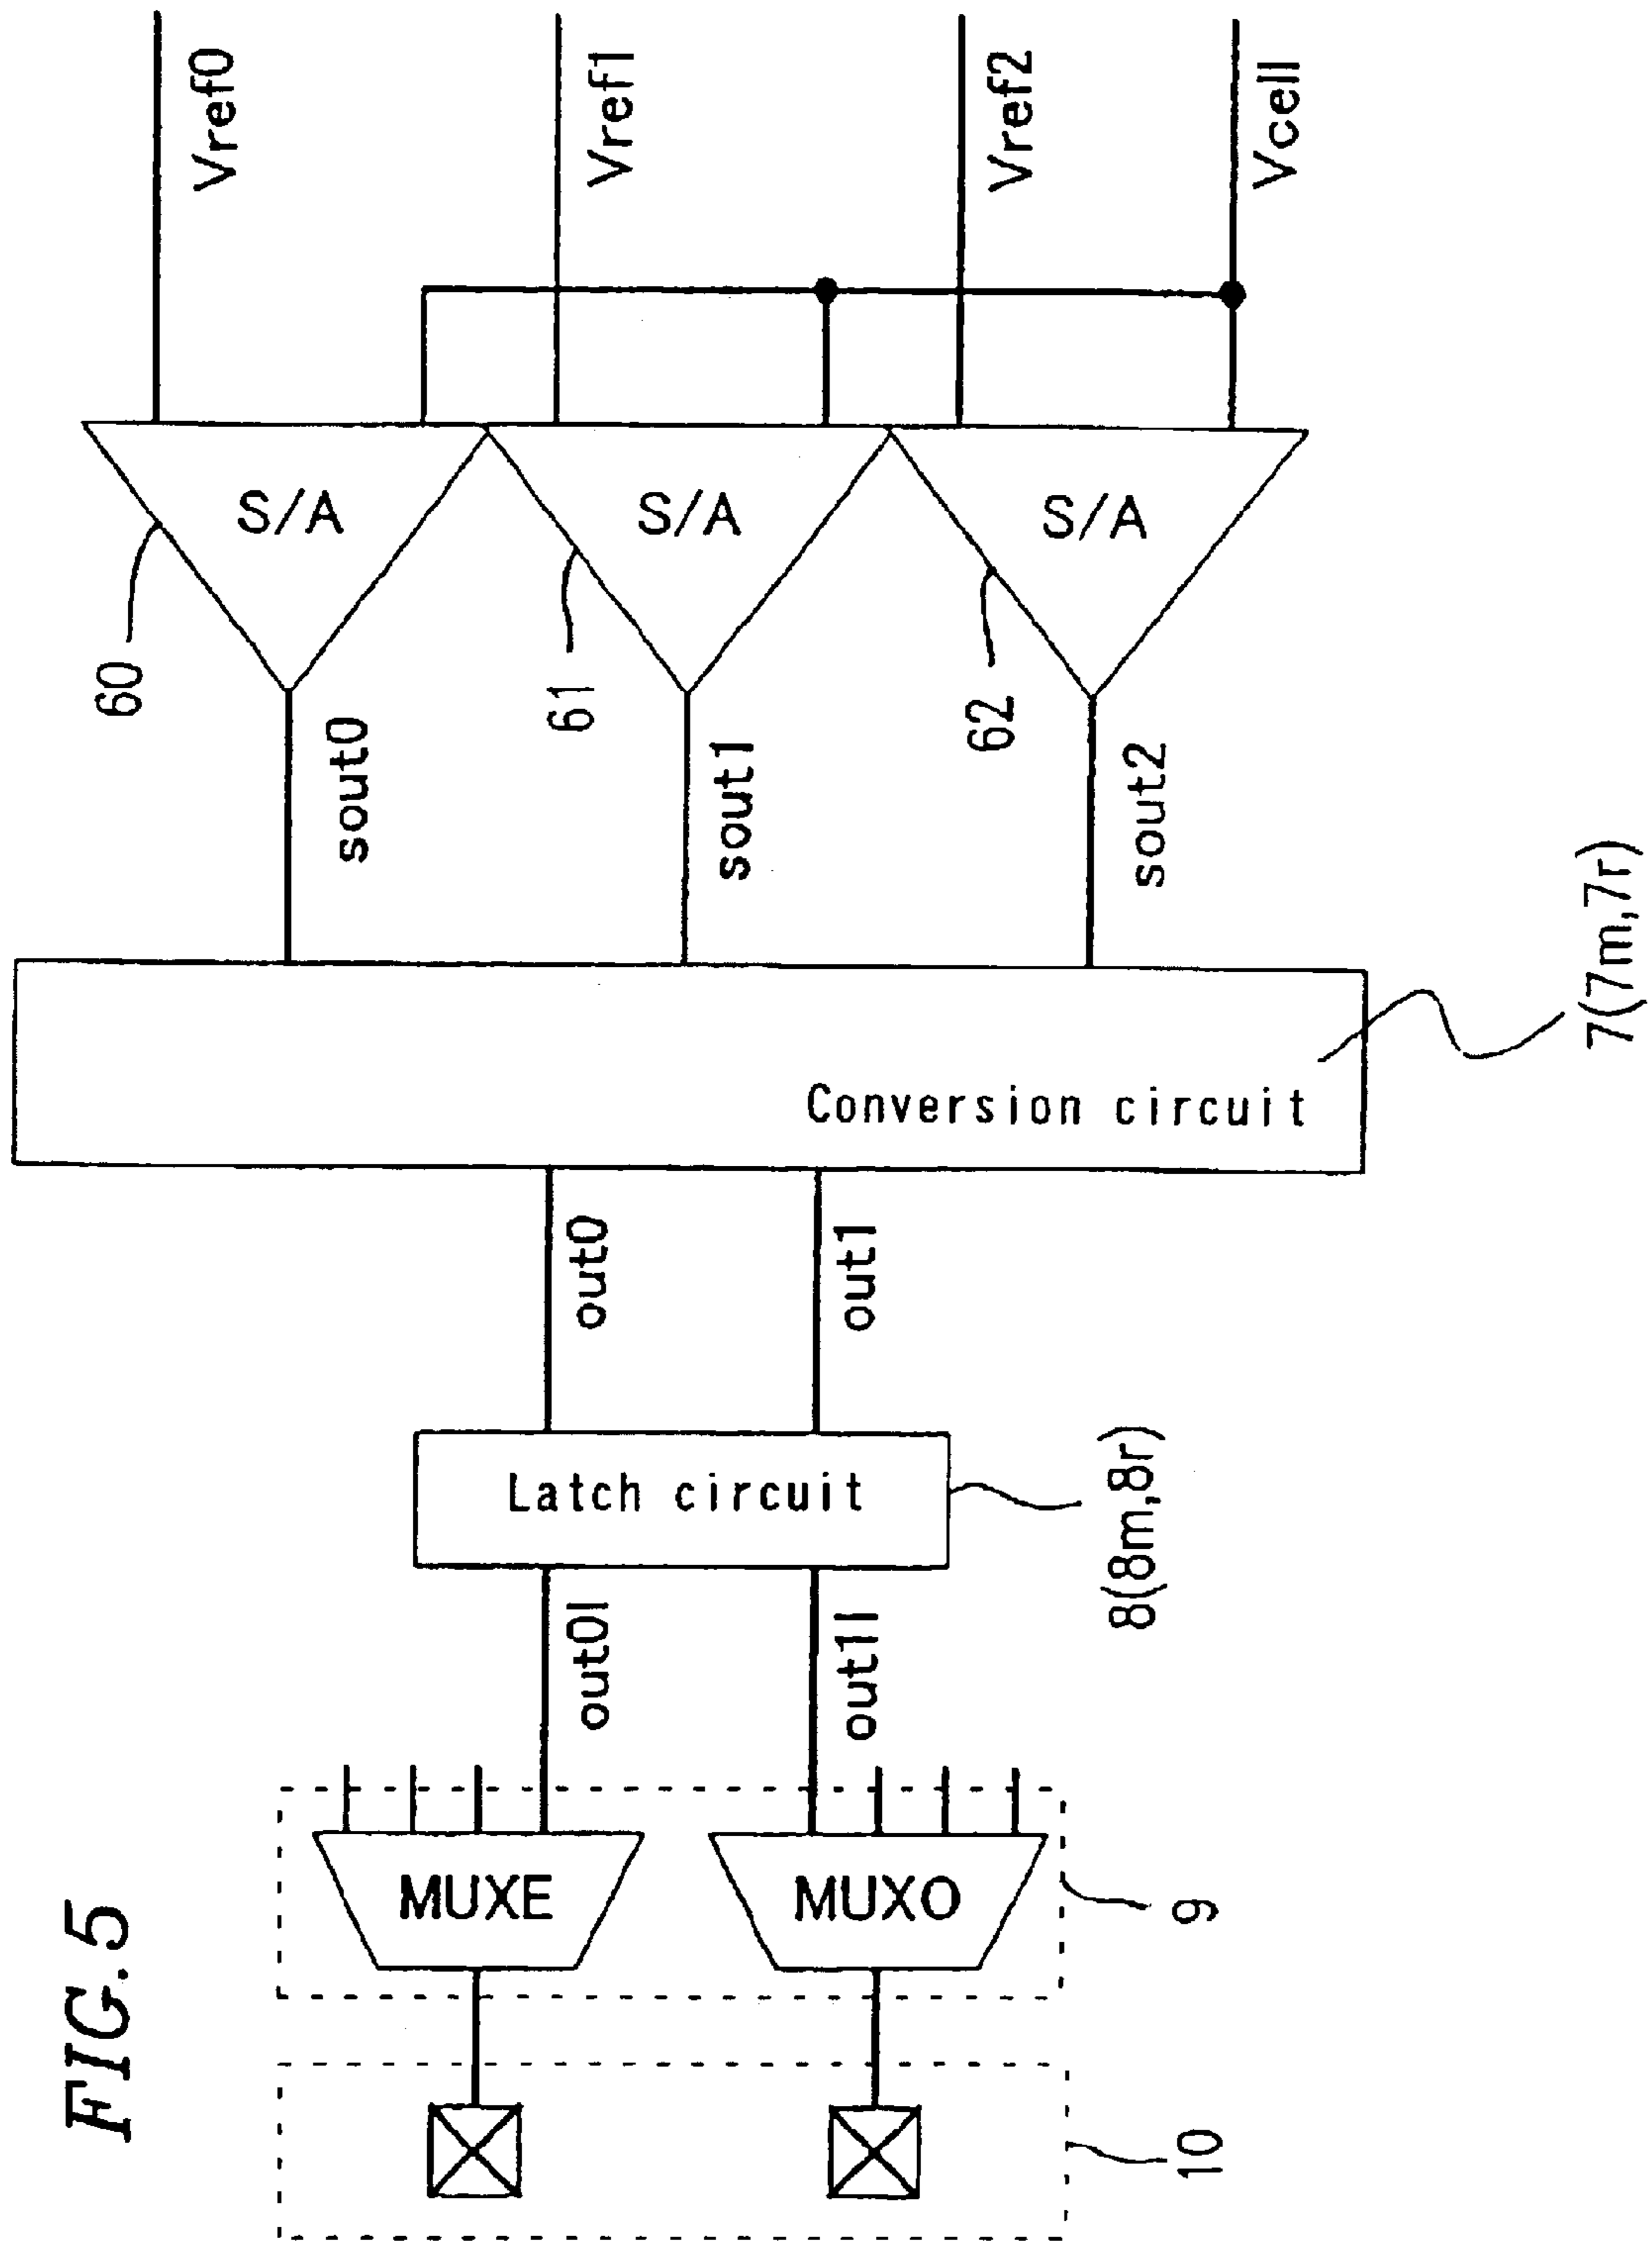 FIG.5
Vref0
Vref1
Vref2
Vcell
S/A
S/A
S/A
60
61
62
sout0
sout1
sout2
7(7m,7r)
Conversion circuit
out0
out1
Latch circuit
8(8m,8r)
out0l
out1l
MUXE
MUXO
9
10